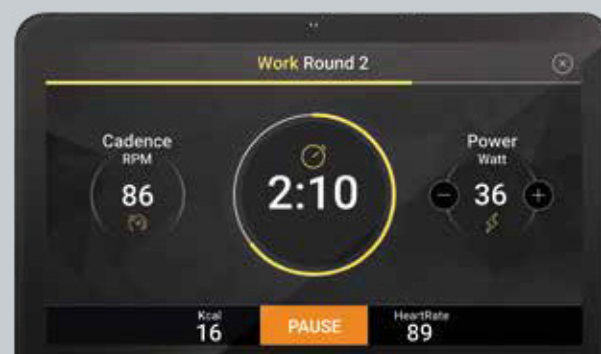 Work Round 2
Cadence
RPM
86
2:10
Power
Watt
36
Kcal
16
PAUSE
HeartRate
89